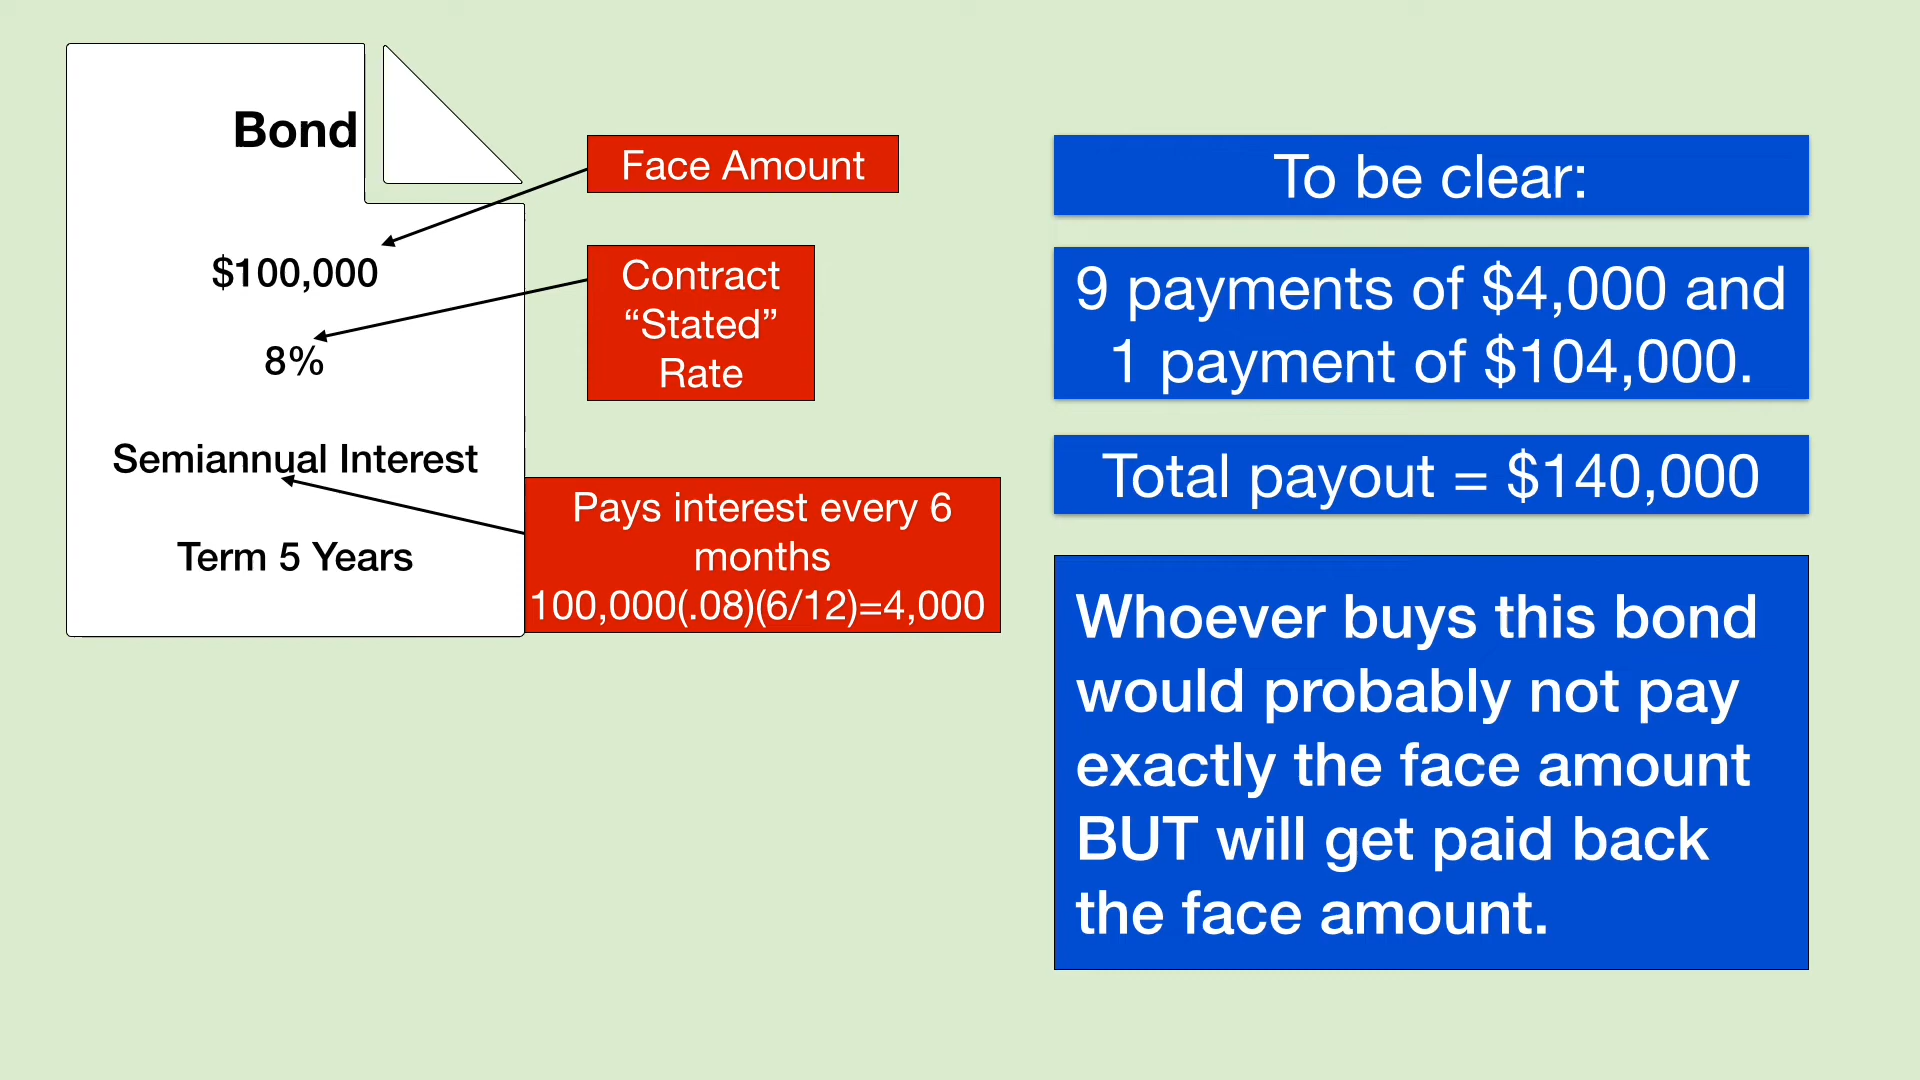 Bond
$100,000
8%
Semiannual Interest
Term 5 Years
Face Amount
Contract
“Stated”
Rate
Pays interest every 6
months
100,000(.08)(6/12)=4,000
To be clear:
9 payments of $4,000 and
1 payment of $104,000.
Total payout = $140,000
Whoever buys this bond
would probably not pay
exactly the face amount
BUT will get paid back
the face amount.